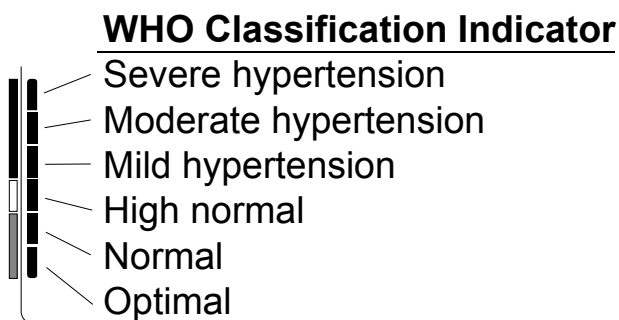 WHO Classification Indicator
Severe hypertension
Moderate hypertension
Mild hypertension
High normal
Normal
Optimal